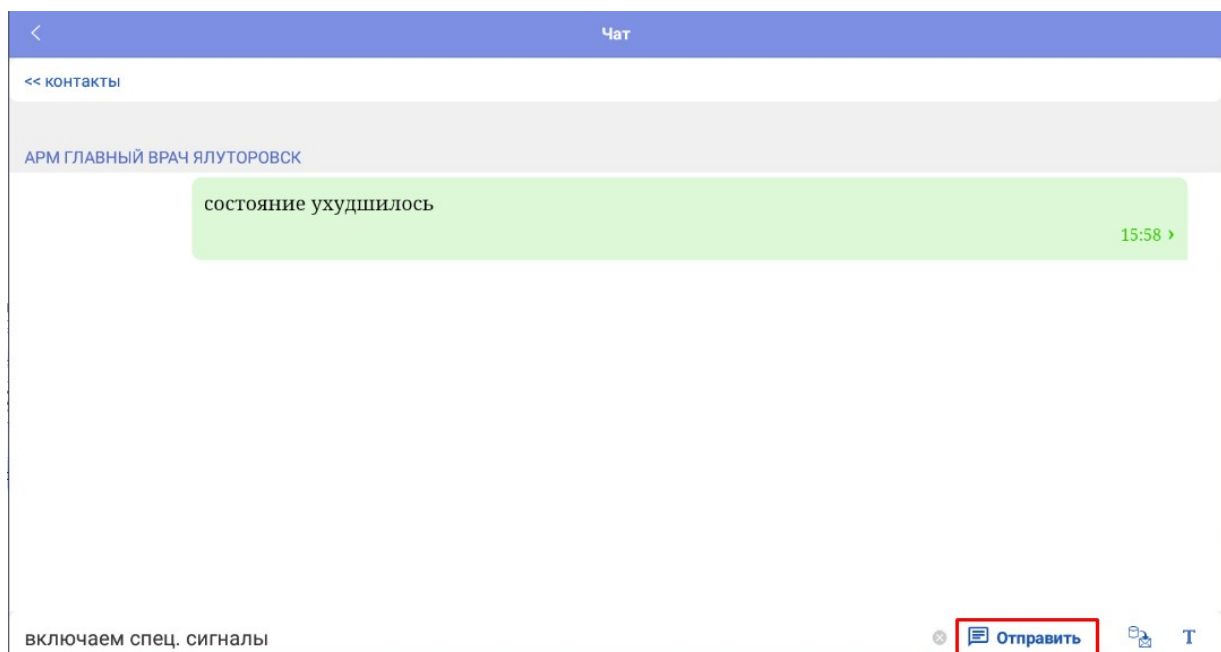 Чат
<< контакты
АРМ ГЛАВНЫЙ ВРАЧ ЯЛУТОРОВСК
состояние ухудшилось
15:58 ›
включаем спец. сигналы
Отправить
T